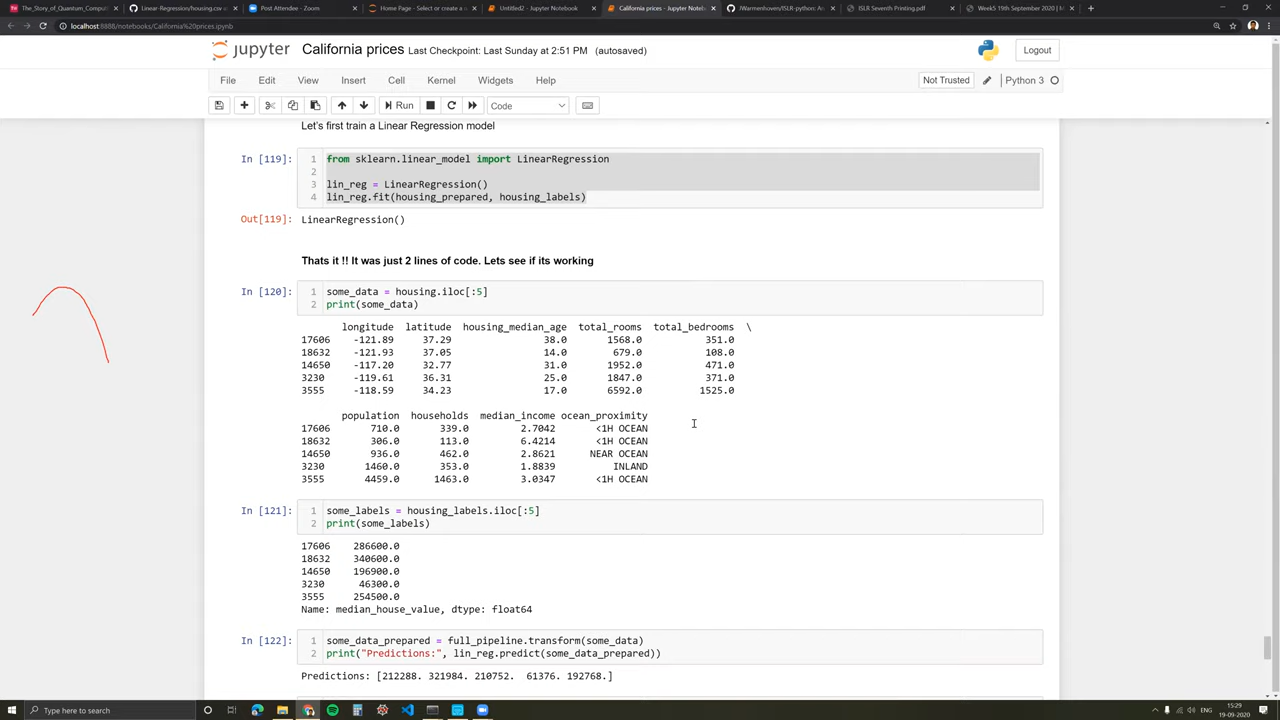 The_Story_of_Quantum_Comput
Linear-Regression/housing.csv
Post Attendee - Zoom
Home Page - Select or create a
Untitled2 - Jupyter Notebook
California prices - Jupyter Note
JWarmenhoven/ISLR-python: An
ISLR Seventh Printing.pdf
Week5 19th September 2020 | M
localhost:8888/notebooks/California%20prices.ipynb
jupyter California prices Last Checkpoint: Last Sunday at 2:51 PM (autosaved) Logout
File Edit View Insert Cell Kernel Widgets Help Not Trusted Python 3
Run Code
Let's first train a Linear Regression model
In [119]: 1 from sklearn.linear_model import LinearRegression
2
3 lin_reg = LinearRegression()
4 lin_reg.fit(housing_prepared, housing_labels)
Out[119]: LinearRegression()
Thats it !! It was just 2 lines of code. Lets see if its working
In [120]: 1 some_data = housing.iloc[:5]
2 print(some_data)
longitude latitude housing_median_age total_rooms total_bedrooms \
17606 -121.89 37.29 38.0 1568.0 351.0
18632 -121.93 37.05 14.0 679.0 108.0
14650 -117.20 32.77 31.0 1952.0 471.0
3230 -119.61 36.31 25.0 1847.0 371.0
3555 -118.59 34.23 17.0 6592.0 1525.0
population households median_income ocean_proximity
17606 710.0 339.0 2.7042 <1H OCEAN
18632 306.0 113.0 6.4214 <1H OCEAN
14650 936.0 462.0 2.8621 NEAR OCEAN
3230 1460.0 353.0 1.8839 INLAND
3555 4459.0 1463.0 3.0347 <1H OCEAN
In [121]: 1 some_labels = housing_labels.iloc[:5]
2 print(some_labels)
17606 286600.0
18632 340600.0
14650 196900.0
3230 46300.0
3555 254500.0
Name: median_house_value, dtype: float64
In [122]: 1 some_data_prepared = full_pipeline.transform(some_data)
2 print("Predictions:", lin_reg.predict(some_data_prepared))
Predictions: [212288. 321984. 210752. 61376. 192768.]
Type here to search
ENG
15:29
19-09-2020